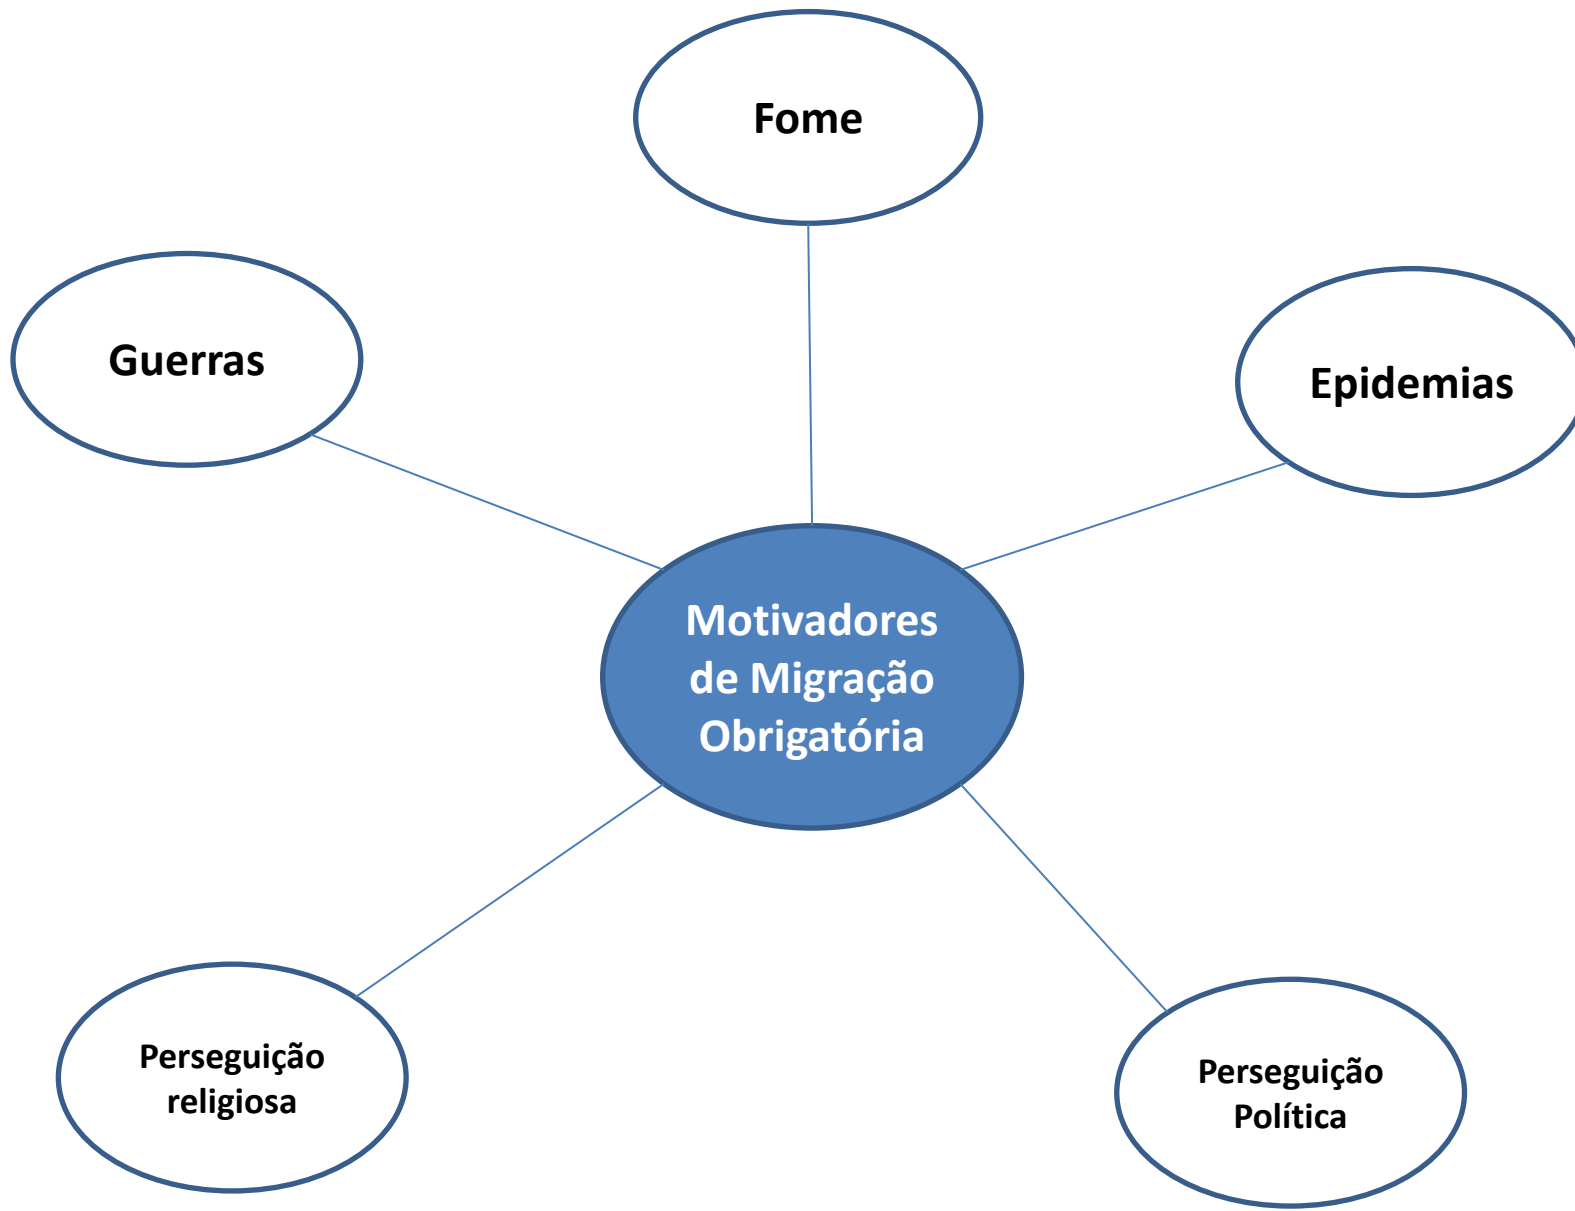 Fome
Guerras
Epidemias
Motivadores
de Migração
Obrigatória
Perseguição
religiosa
Perseguição
Política